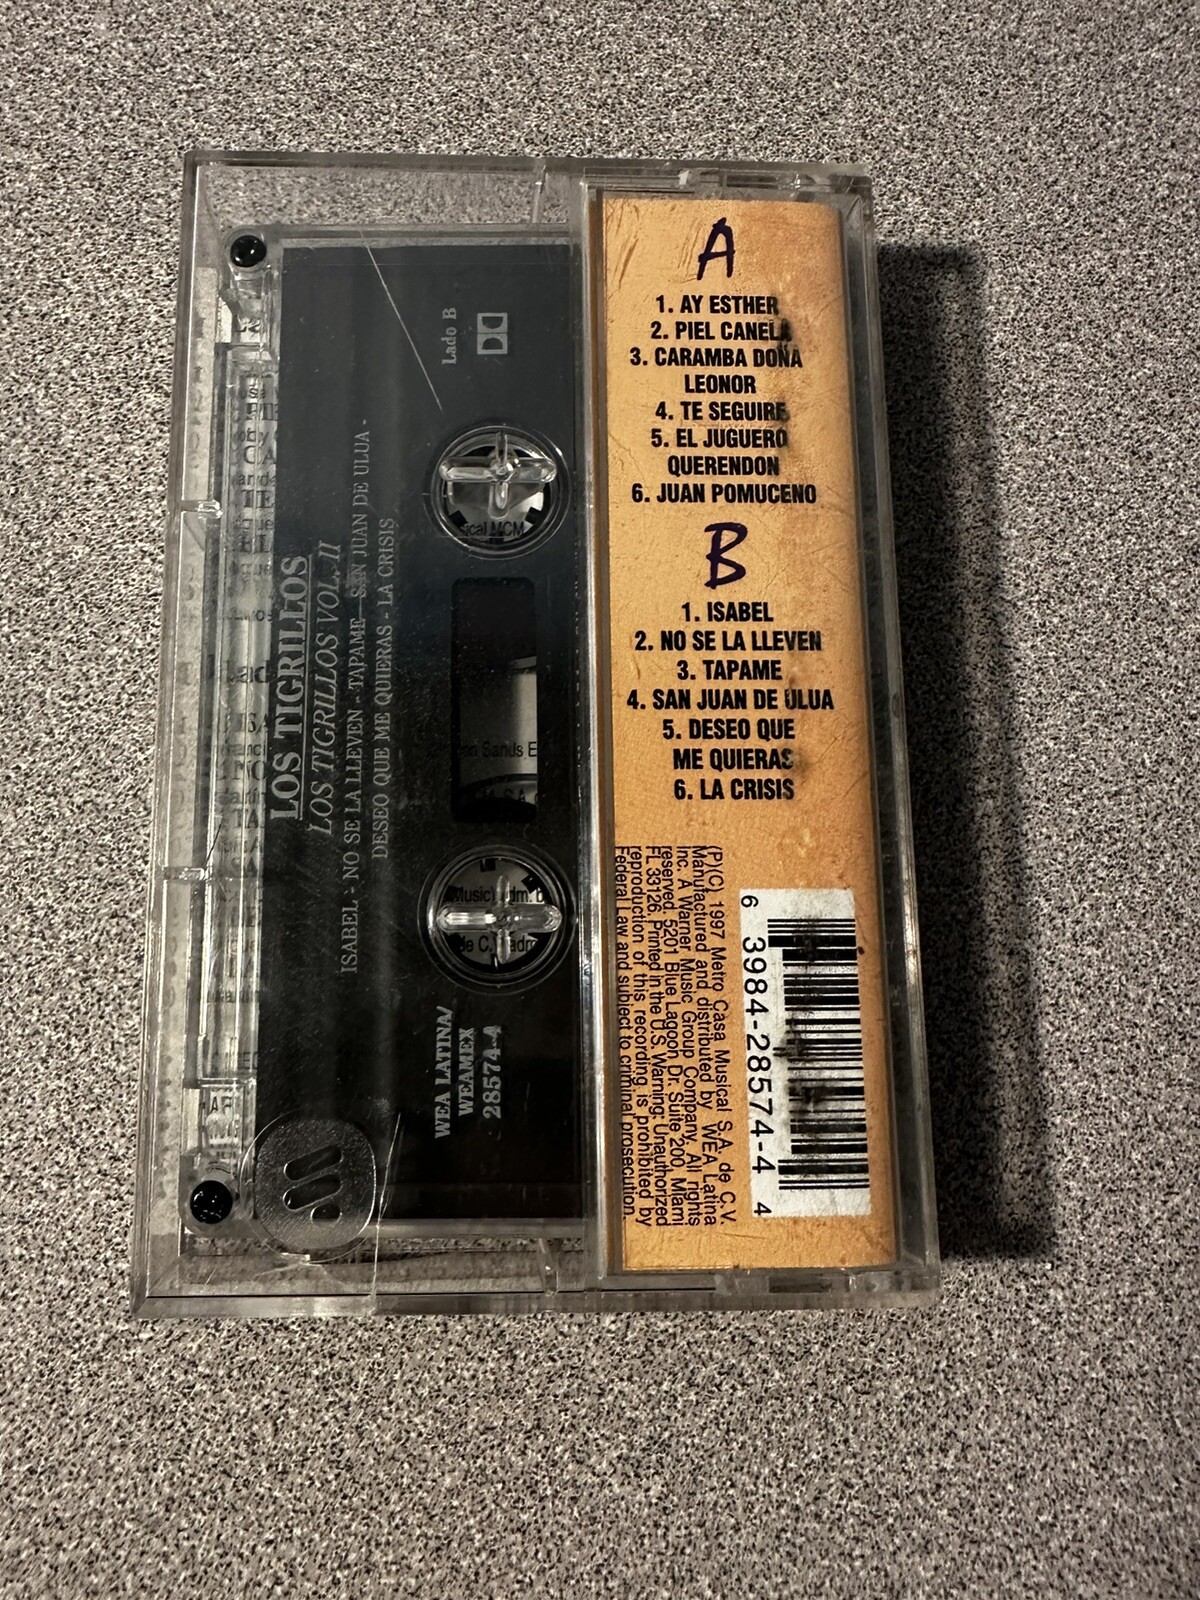 LOS TIGRILLOS
LOS TIGRILLOS VOL. II
ISABEL - NO SE LA LLEVEN - TAPAME - SAN JUAN DE ULUA -
DESEO QUE ME QUIERAS - LA CRISIS
Lado B
WEA LATINA/
WEAMEX
28574-4
A
1. AY ESTHER
2. PIEL CANELA
3. CARAMBA DOÑA
LEONOR
4. TE SEGUIRE
5. EL JUGUERO
QUERENDON
6. JUAN POMUCENO
B
1. ISABEL
2. NO SE LA LLEVEN
3. TAPAME
4. SAN JUAN DE ULUA
5. DESEO QUE
ME QUIERAS
6. LA CRISIS
(P)(C) 1997 Metro Casa Musical S.A. de C.V.
Manufactured and distributed by WEA Latina
Inc. A Warner Music Group Company. All rights
reserved. 5201 Blue Lagoon Dr. Suite 200, Miami
FL 33126. Printed in the U.S. Warning: Unauthorized
reproduction of this recording is prohibited by
Federal Law and subject to criminal prosecution.
6 3984-28574-4 4